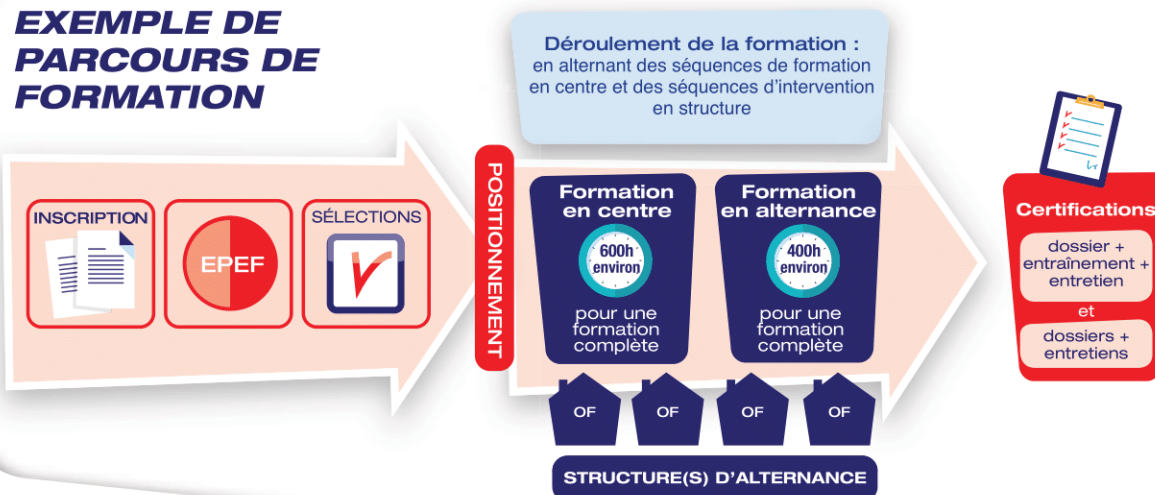 EXEMPLE DE
PARCOURS DE
FORMATION
Déroulement de la formation :
en alternant des séquences de formation
en centre et des séquences d'intervention
en structure
INSCRIPTION
EPEF
SÉLECTIONS
POSITIONNEMENT
Formation
en centre
600h
environ
pour une
formation
complète
Formation
en alternance
400h
environ
pour une
formation
complète
OF
OF
OF
OF
STRUCTURE(S) D'ALTERNANCE
Certifications
dossier +
entraînement +
entretien
et
dossiers +
entretiens